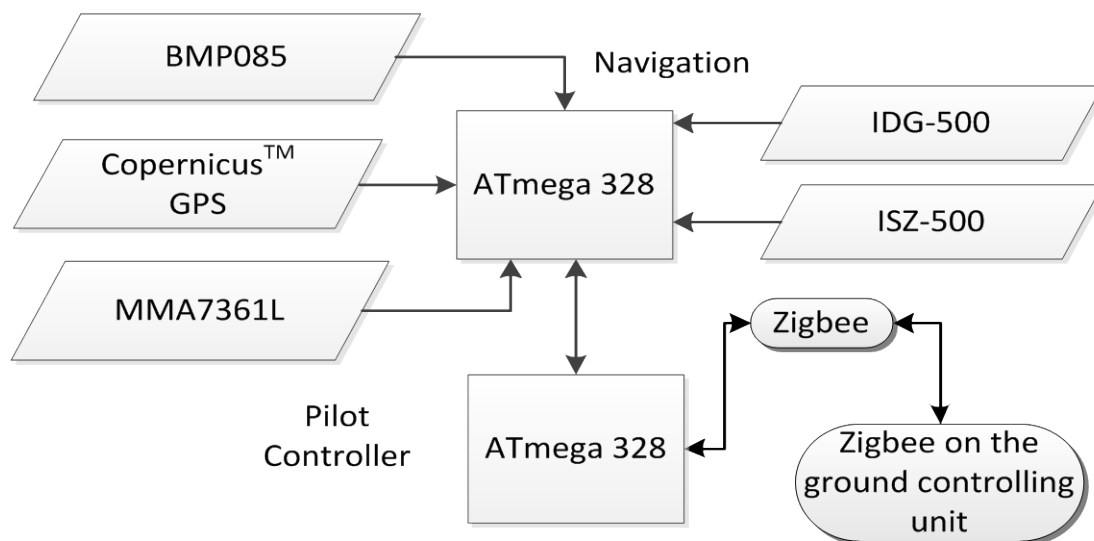 BMP085
Navigation
IDG-500
Copernicus™
GPS
ATmega 328
ISZ-500
MMA7361L
Zigbee
Pilot
Controller
ATmega 328
Zigbee on the
ground controlling
unit